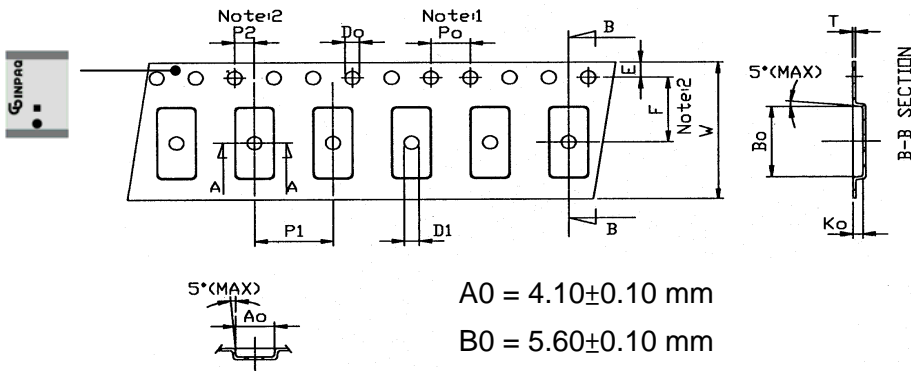 Note:2
P2
Do
Note:1
Po
B
E
F
Note:2
W
T
5°(MAX)
Bo
B-B SECTION
Ko
INPAQ
A
A
P1
D1
B
5°(MAX)
Ao
A0 = 4.10±0.10 mm
B0 = 5.60±0.10 mm